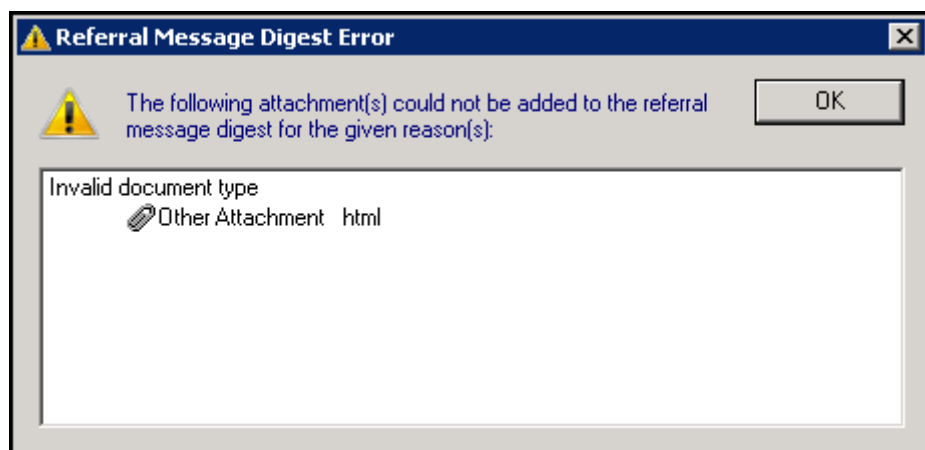 Referral Message Digest Error
The following attachment(s) could not be added to the referral
message digest for the given reason(s):
OK
Invalid document type
Other Attachment html